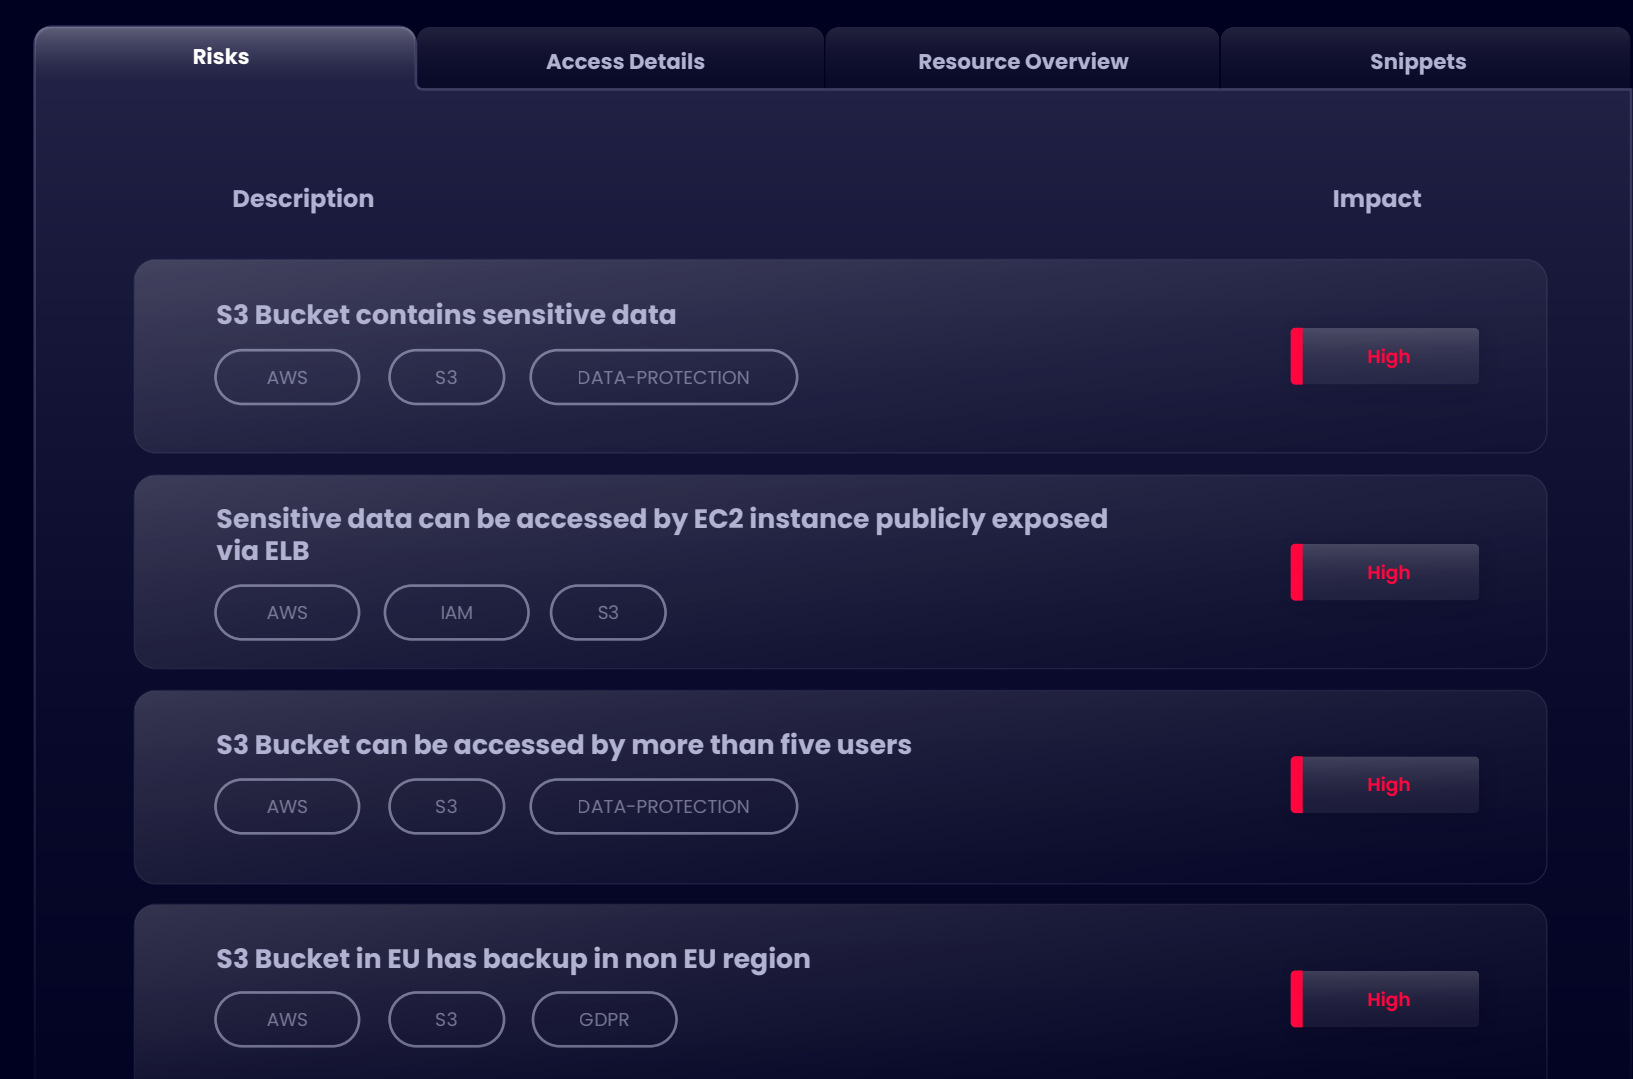 Risks
Access Details
Resource Overview
Snippets
Description
Impact
S3 Bucket contains sensitive data
High
AWS
S3
DATA-PROTECTION
Sensitive data can be accessed by EC2 instance publicly exposed
via ELB
High
AWS
IAM
S3
S3 Bucket can be accessed by more than five users
High
AWS
S3
DATA-PROTECTION
S3 Bucket in EU has backup in non EU region
High
AWS
S3
GDPR